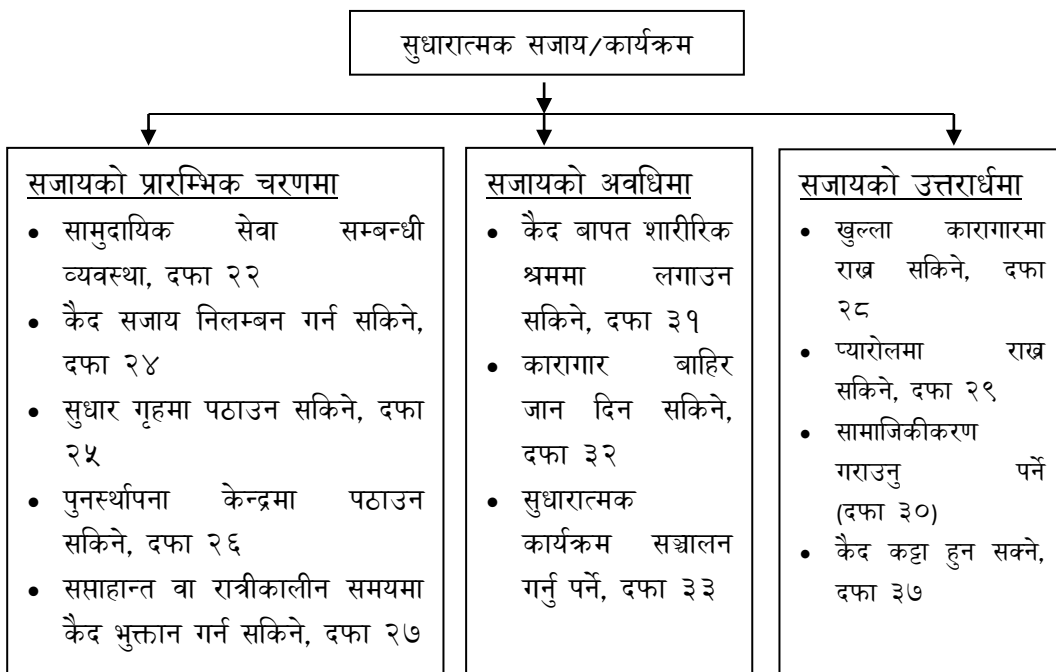 सुधारात्मक सजाय/कार्यक्रम
सजायको प्रारम्भिक चरणमा
• सामुदायिक सेवा सम्बन्धी
व्यवस्था, दफा २२
• कैद सजाय निलम्बन गर्न सकिने,
दफा २४
• सुधार गृहमा पठाउन सकिने, दफा
२५
• पुनर्स्थापना केन्द्रमा पठाउन
सकिने, दफा २६
• सप्ताहान्त वा रात्रीकालीन समयमा
कैद भुक्तान गर्न सकिने, दफा २७
सजायको अवधिमा
• कैद बापत शारीरिक
श्रममा लगाउन
सकिने, दफा ३१
• कारागार बाहिर
जान दिन सकिने,
दफा ३२
• सुधारात्मक
कार्यक्रम सञ्चालन
गर्नु पर्ने, दफा ३३
सजायको उत्तरार्धमा
• खुल्ला कारागारमा
राख्न सकिने, दफा
२८
• प्यारोलमा राख्न
सकिने, दफा २९
• सामाजिकीकरण
गराउनु पर्ने
(दफा ३०)
• कैद कट्टा हुन सक्ने,
दफा ३७